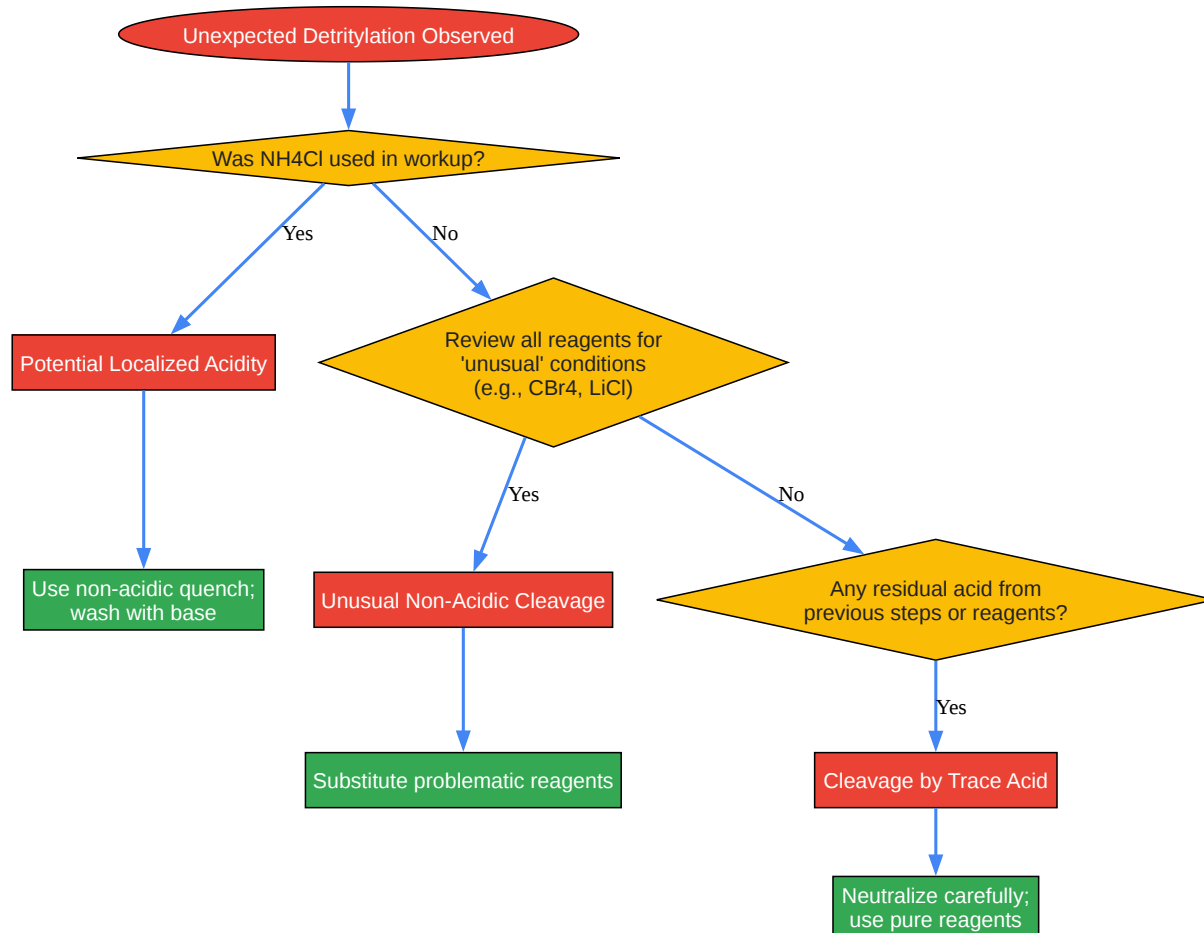 Unexpected Detritylation Observed
Was NH4Cl used in workup?
Yes
No
Potential Localized Acidity
Review all reagents for
'unusual' conditions
(e.g., CBr4, LiCl)
Yes
No
Use non-acidic quench;
wash with base
Unusual Non-Acidic Cleavage
Any residual acid from
previous steps or reagents?
Yes
Substitute problematic reagents
Cleavage by Trace Acid
Neutralize carefully;
use pure reagents